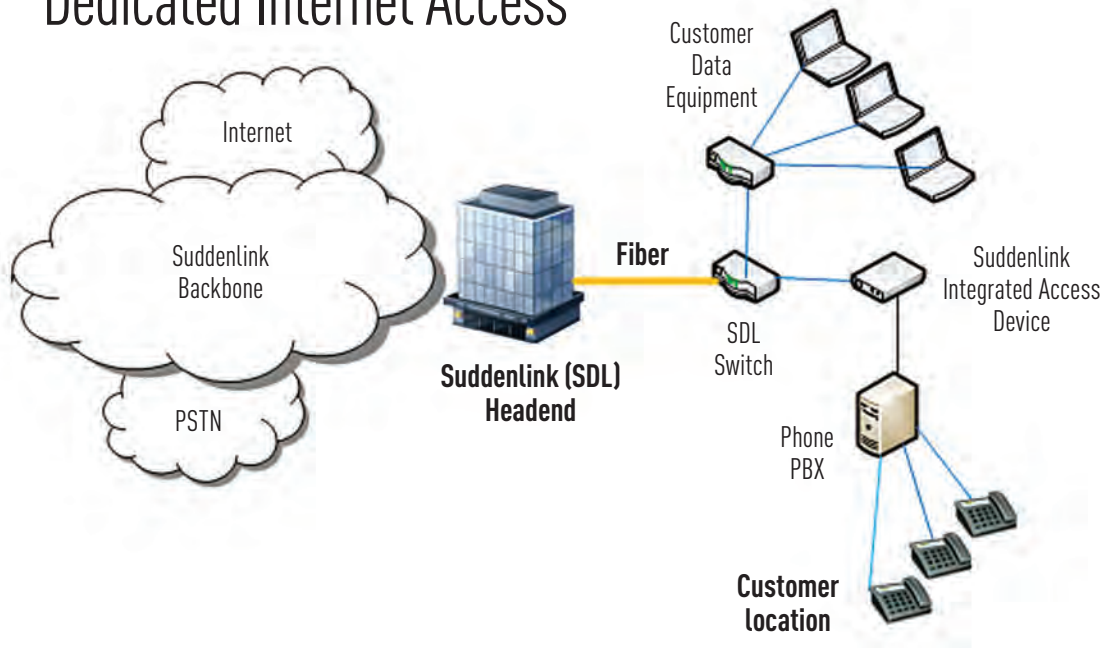 Dedicated Internet Access
Customer
Data
Equipment
Internet
Suddenlink
Backbone
Fiber
Suddenlink
Integrated Access
Device
SDL
Switch
Suddenlink (SDL)
Headend
PSTN
Phone
PBX
Customer
location